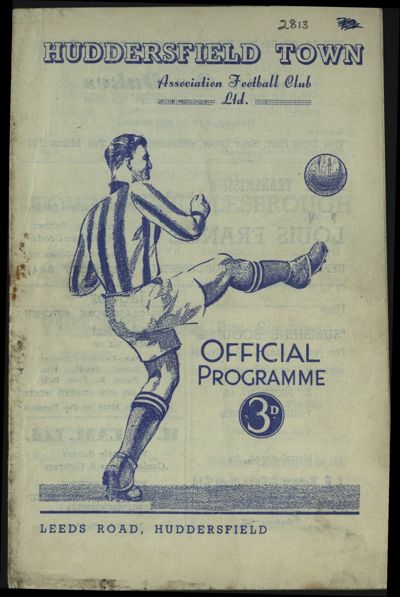 2813
HUDDERSFIELD TOWN
Association Football Club
Ltd.
OFFICIAL
PROGRAMME
3D
LEEDS ROAD, HUDDERSFIELD